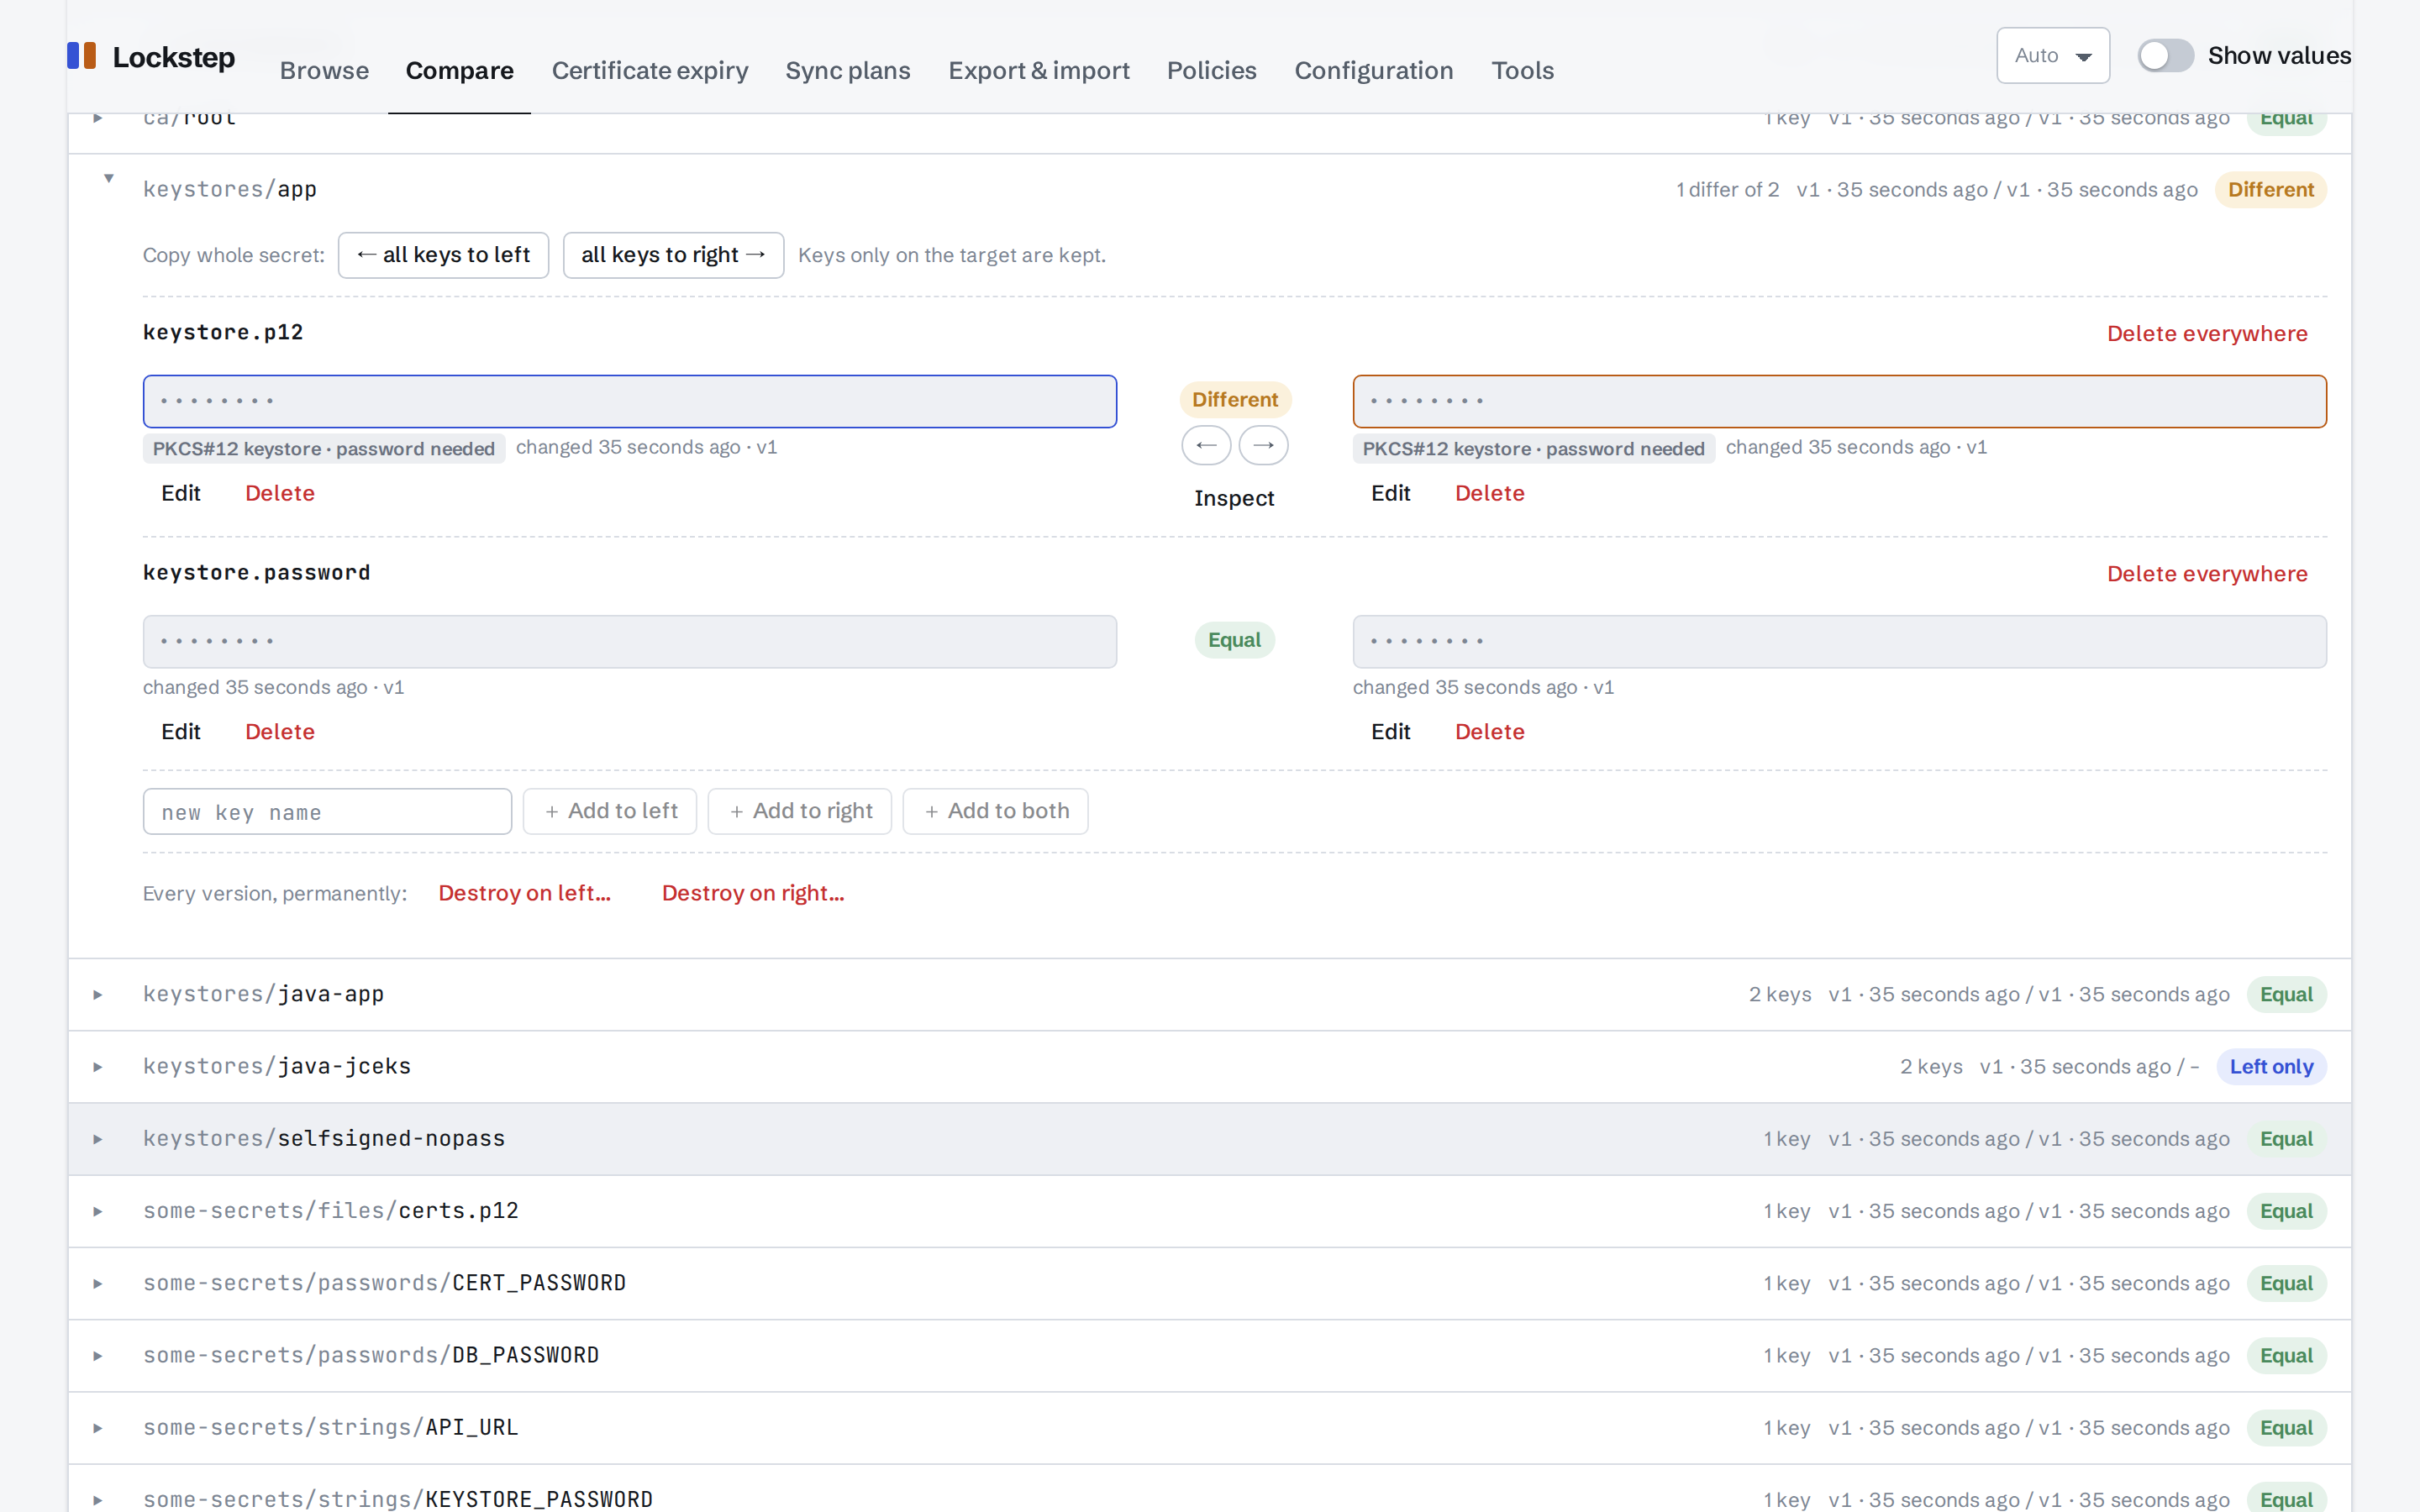 Lockstep Browse Compare Certificate expiry Sync plans Export & import Policies Configuration Tools Auto Show values
ca/root 1 key v1 · 35 seconds ago / v1 · 35 seconds ago Equal
keystores/app 1 differ of 2 v1 · 35 seconds ago / v1 · 35 seconds ago Different
Copy whole secret: ← all keys to left all keys to right → Keys only on the target are kept.
keystore.p12 Delete everywhere
•••••••• Different ••••••••
PKCS#12 keystore · password needed changed 35 seconds ago · v1 ← → PKCS#12 keystore · password needed changed 35 seconds ago · v1
Edit Delete Inspect Edit Delete
keystore.password Delete everywhere
•••••••• Equal ••••••••
changed 35 seconds ago · v1 changed 35 seconds ago · v1
Edit Delete Edit Delete
new key name + Add to left + Add to right + Add to both
Every version, permanently: Destroy on left... Destroy on right...
keystores/java-app 2 keys v1 · 35 seconds ago / v1 · 35 seconds ago Equal
keystores/java-jceks 2 keys v1 · 35 seconds ago / – Left only
keystores/selfsigned-nopass 1 key v1 · 35 seconds ago / v1 · 35 seconds ago Equal
some-secrets/files/certs.p12 1 key v1 · 35 seconds ago / v1 · 35 seconds ago Equal
some-secrets/passwords/CERT_PASSWORD 1 key v1 · 35 seconds ago / v1 · 35 seconds ago Equal
some-secrets/passwords/DB_PASSWORD 1 key v1 · 35 seconds ago / v1 · 35 seconds ago Equal
some-secrets/strings/API_URL 1 key v1 · 35 seconds ago / v1 · 35 seconds ago Equal
some-secrets/strings/KEYSTORE_PASSWORD 1 key v1 · 35 seconds ago / v1 · 35 seconds ago Equal